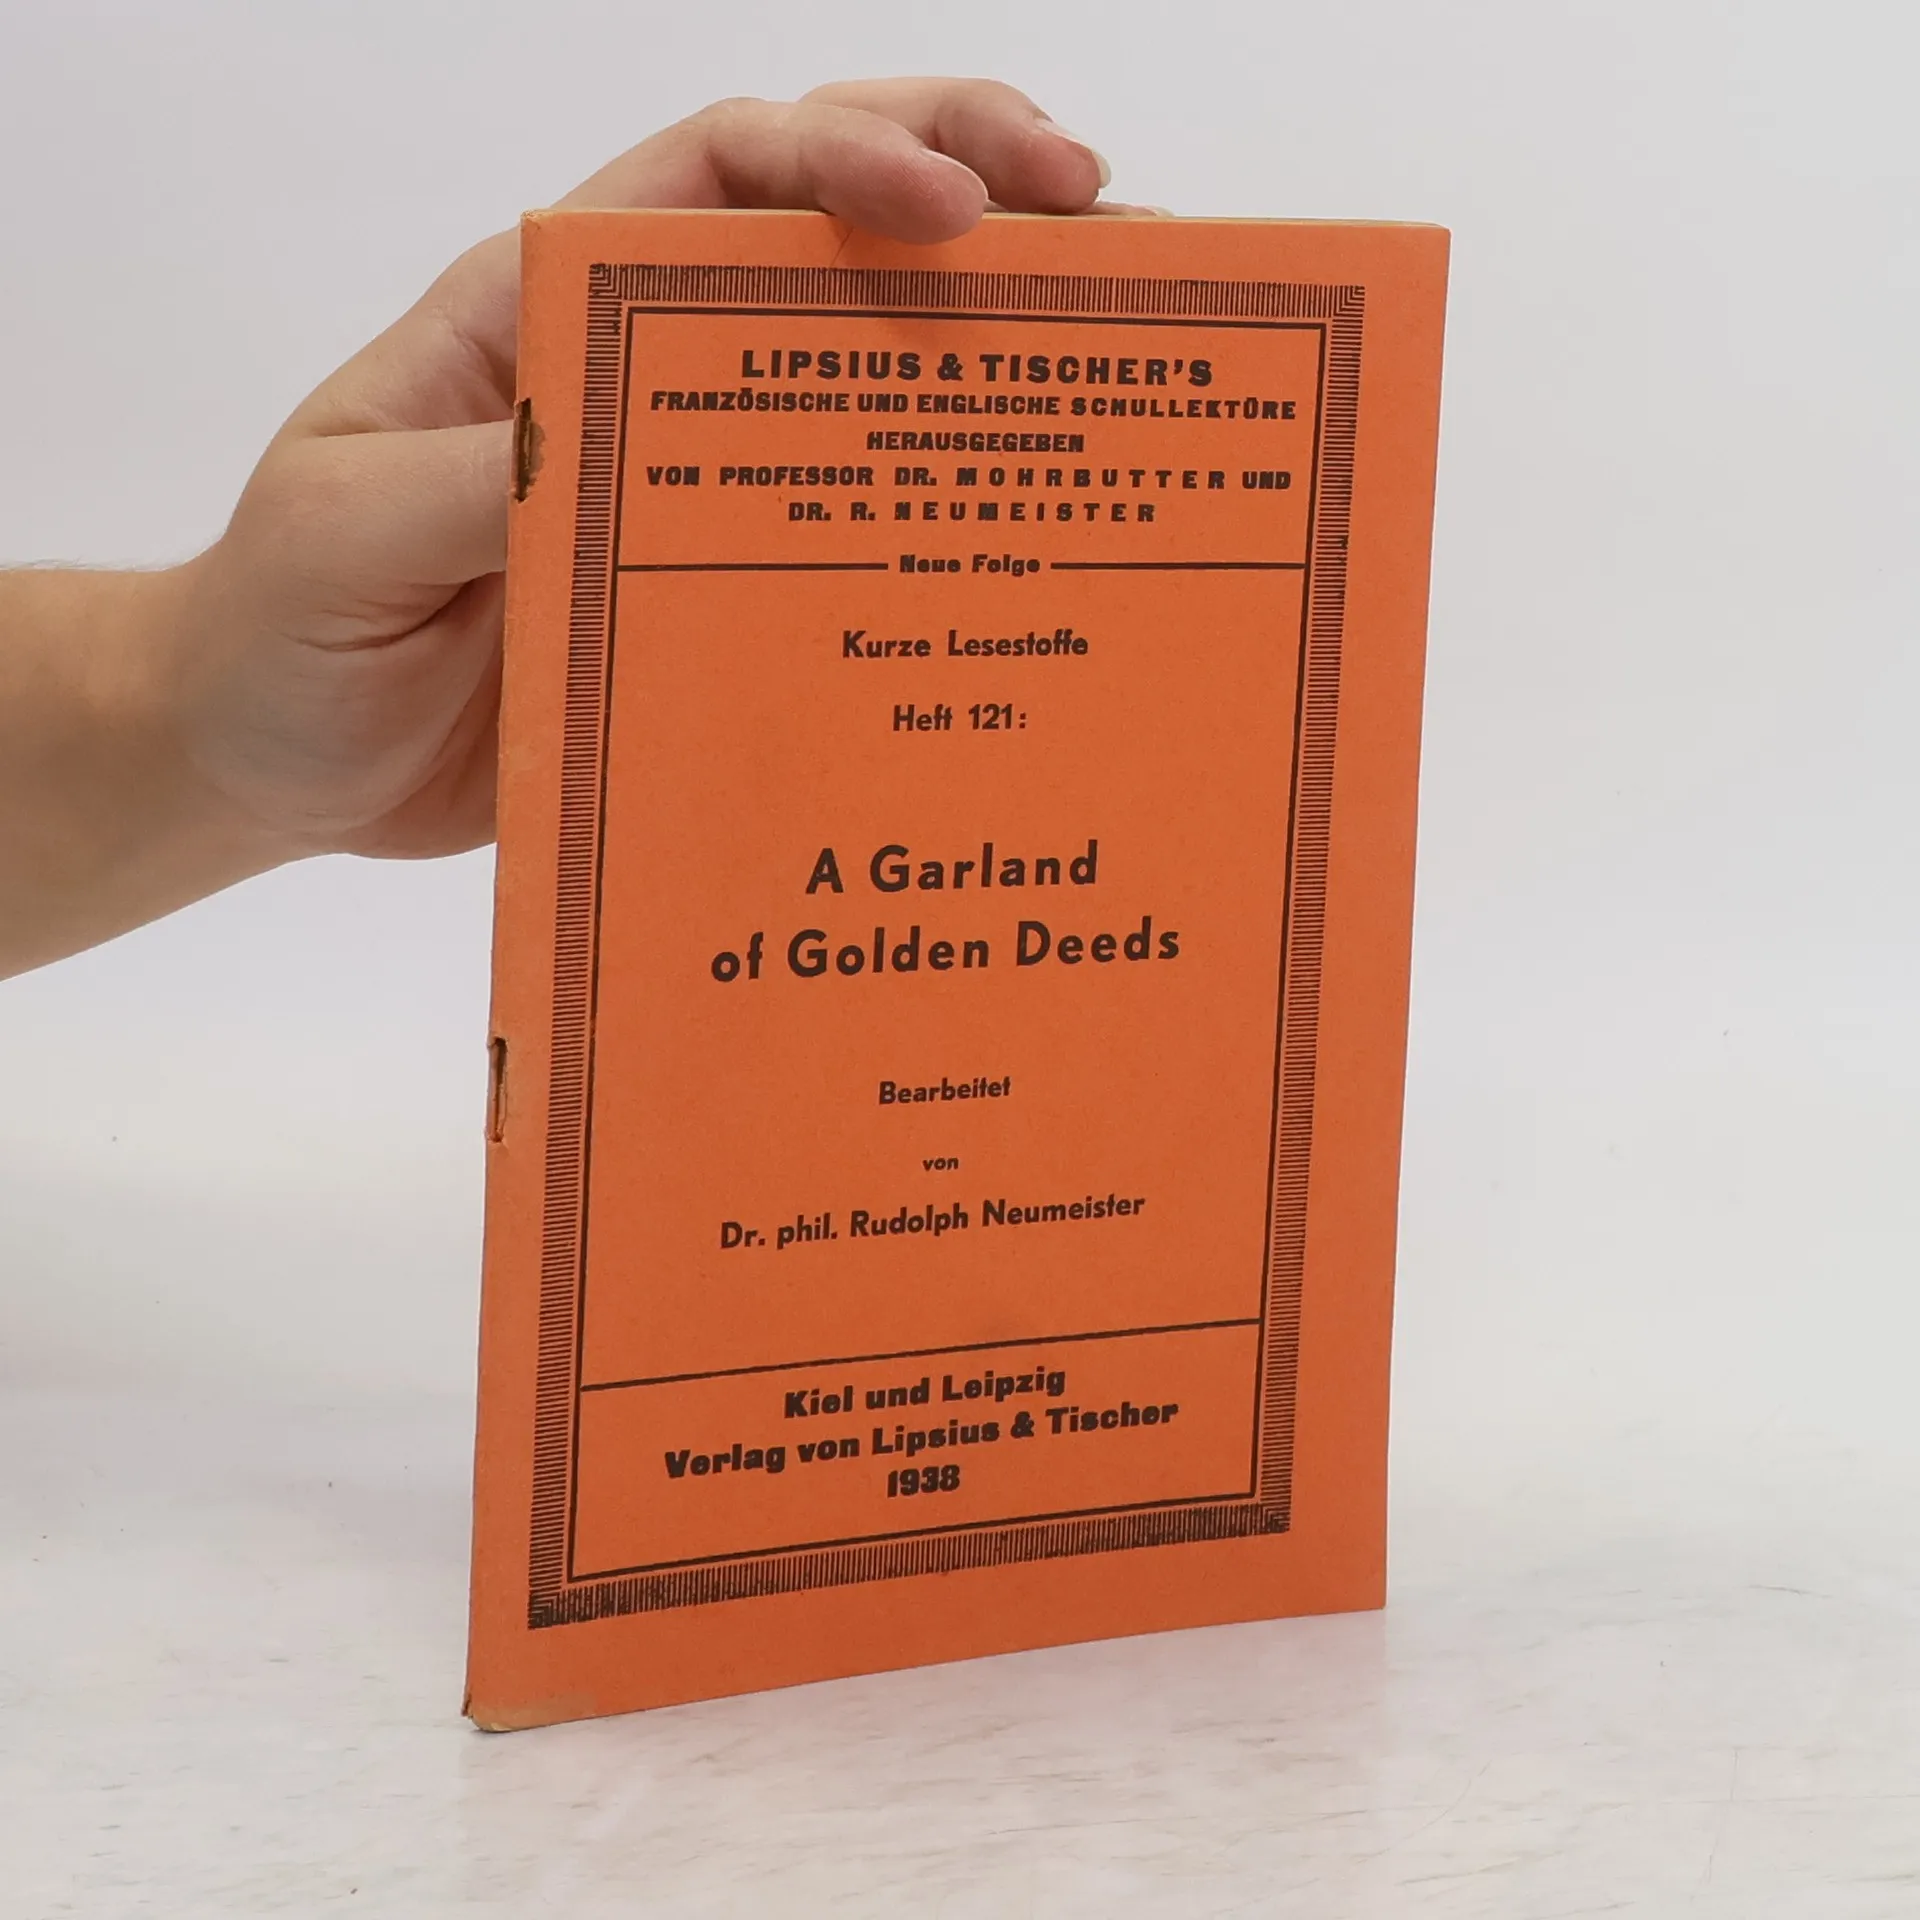 LIPSIUS & TISCHER'S
FRANZÖSISCHE UND ENGLISCHE SCHULLEKTÜRE
HERAUSGEGEBEN
VON PROFESSOR DR. MOHRBUTTER UND
DR. R. NEUMEISTER
Neue Folge
Kurze Lesestoffe
Heft 121:
A Garland
of Golden Deeds
Bearbeitet
von
Dr. phil. Rudolph Neumeister
Kiel und Leipzig
Verlag von Lipsius & Tischer
1938